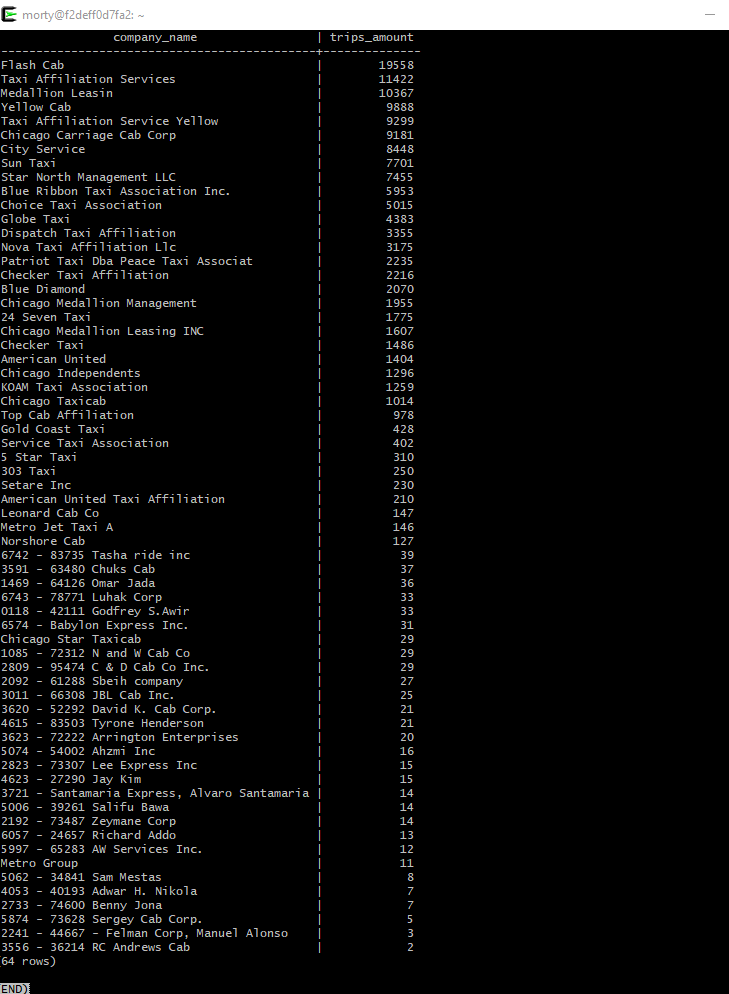 morty@f2deff0d7fa2: ~
company_name | trips_amount
-----------------------------------------+--------------
Flash Cab | 19558
Taxi Affiliation Services | 11422
Medallion Leasin | 10367
Yellow Cab | 9888
Taxi Affiliation Service Yellow | 9299
Chicago Carriage Cab Corp | 9181
City Service | 8448
Sun Taxi | 7701
Star North Management LLC | 7455
Blue Ribbon Taxi Association Inc. | 5953
Choice Taxi Association | 5015
Globe Taxi | 4383
Dispatch Taxi Affiliation | 3355
Nova Taxi Affiliation Llc | 3175
Patriot Taxi Dba Peace Taxi Associat | 2235
Checker Taxi Affiliation | 2216
Blue Diamond | 2070
Chicago Medallion Management | 1955
24 Seven Taxi | 1775
Chicago Medallion Leasing INC | 1607
Checker Taxi | 1486
American United | 1404
Chicago Independents | 1296
KOAM Taxi Association | 1259
Chicago Taxicab | 1014
Top Cab Affiliation | 978
Gold Coast Taxi | 428
Service Taxi Association | 402
5 Star Taxi | 310
303 Taxi | 250
Setare Inc | 230
American United Taxi Affiliation | 210
Leonard Cab Co | 147
Metro Jet Taxi A | 146
Norshore Cab | 127
6742 - 83735 Tasha ride inc | 39
3591 - 63480 Chuks Cab | 37
1469 - 64126 Omar Jada | 36
6743 - 78771 Luhak Corp | 33
0118 - 42111 Godfrey S.Awir | 33
6574 - Babylon Express Inc. | 31
Chicago Star Taxicab | 29
1085 - 72312 N and W Cab Co | 29
2809 - 95474 C & D Cab Co Inc. | 29
2092 - 61288 Sbeih company | 27
3011 - 66308 JBL Cab Inc. | 25
3620 - 52292 David K. Cab Corp. | 21
4615 - 83503 Tyrone Henderson | 21
3623 - 72222 Arrington Enterprises | 20
5074 - 54002 Ahzmi Inc | 16
2823 - 73307 Lee Express Inc | 15
4623 - 27290 Jay Kim | 15
3721 - Santamaria Express, Alvaro Santamaria | 14
5006 - 39261 Salifu Bawa | 14
2192 - 73487 Zeymane Corp | 14
6057 - 24657 Richard Addo | 13
5997 - 65283 AW Services Inc. | 12
Metro Group | 11
5062 - 34841 Sam Mestas | 8
4053 - 40193 Adwar H. Nikola | 7
2733 - 74600 Benny Jona | 7
5874 - 73628 Sergey Cab Corp. | 5
2241 - 44667 - Felman Corp, Manuel Alonso | 3
3556 - 36214 RC Andrews Cab | 2
(64 rows)
END)